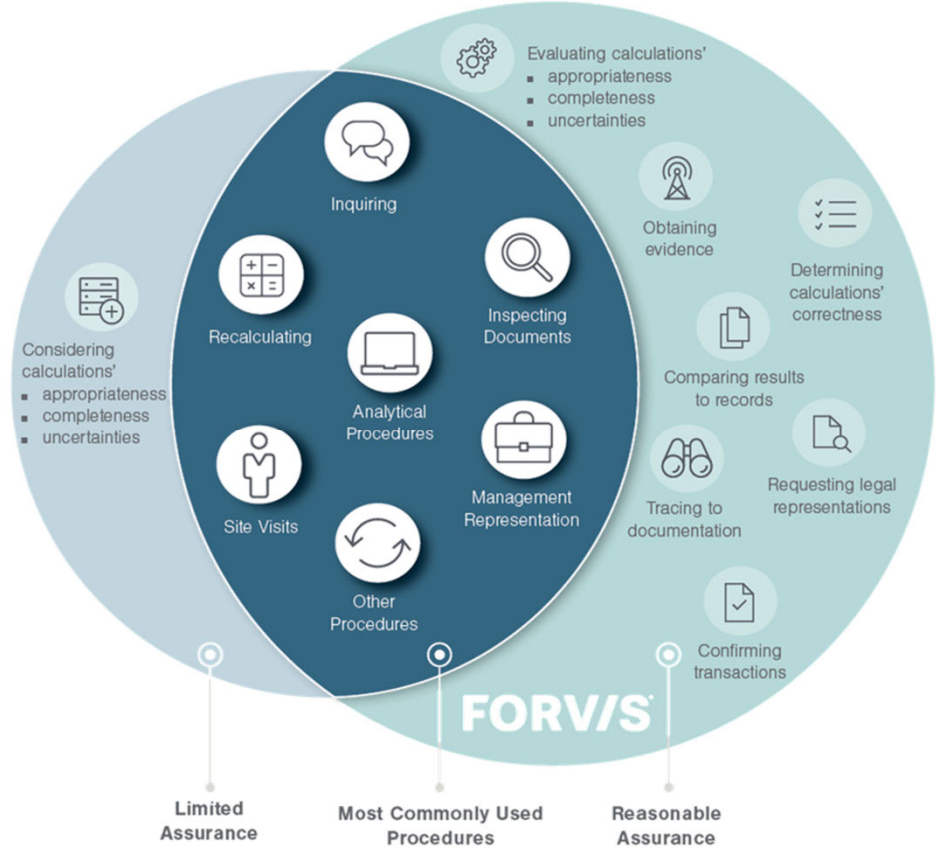 Evaluating calculations'
▪ appropriateness
▪ completeness
▪ uncertainties
Inquiring
Obtaining
evidence
Determining
calculations'
correctness
Recalculating
Inspecting
Documents
Considering
calculations'
▪ appropriateness
▪ completeness
▪ uncertainties
Analytical
Procedures
Comparing results
to records
Site Visits
Management
Representation
Tracing to
documentation
Requesting legal
representations
Other
Procedures
Confirming
transactions
FORVIS
Limited
Assurance
Most Commonly Used
Procedures
Reasonable
Assurance